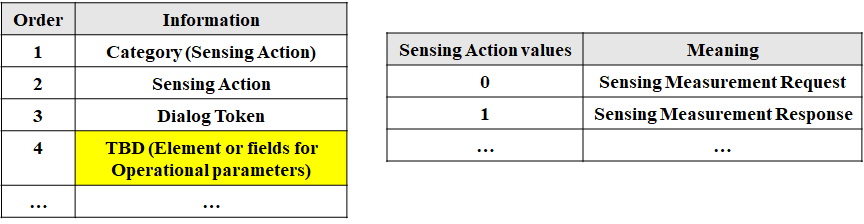 Order Information
1 Category (Sensing Action)
2 Sensing Action
3 Dialog Token
4 TBD (Element or fields for
Operational parameters)
... ...
Sensing Action values Meaning
0 Sensing Measurement Request
1 Sensing Measurement Response
... ...